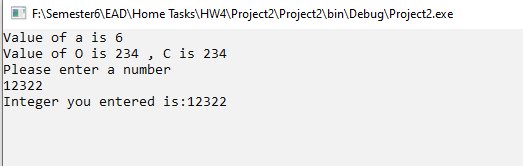 F:\Semester6\EAD\Home Tasks\HW4\Project2\Project2\bin\Debug\Project2.exe
Value of a is 6
Value of O is 234 , C is 234
Please enter a number
12322
Integer you entered is:12322